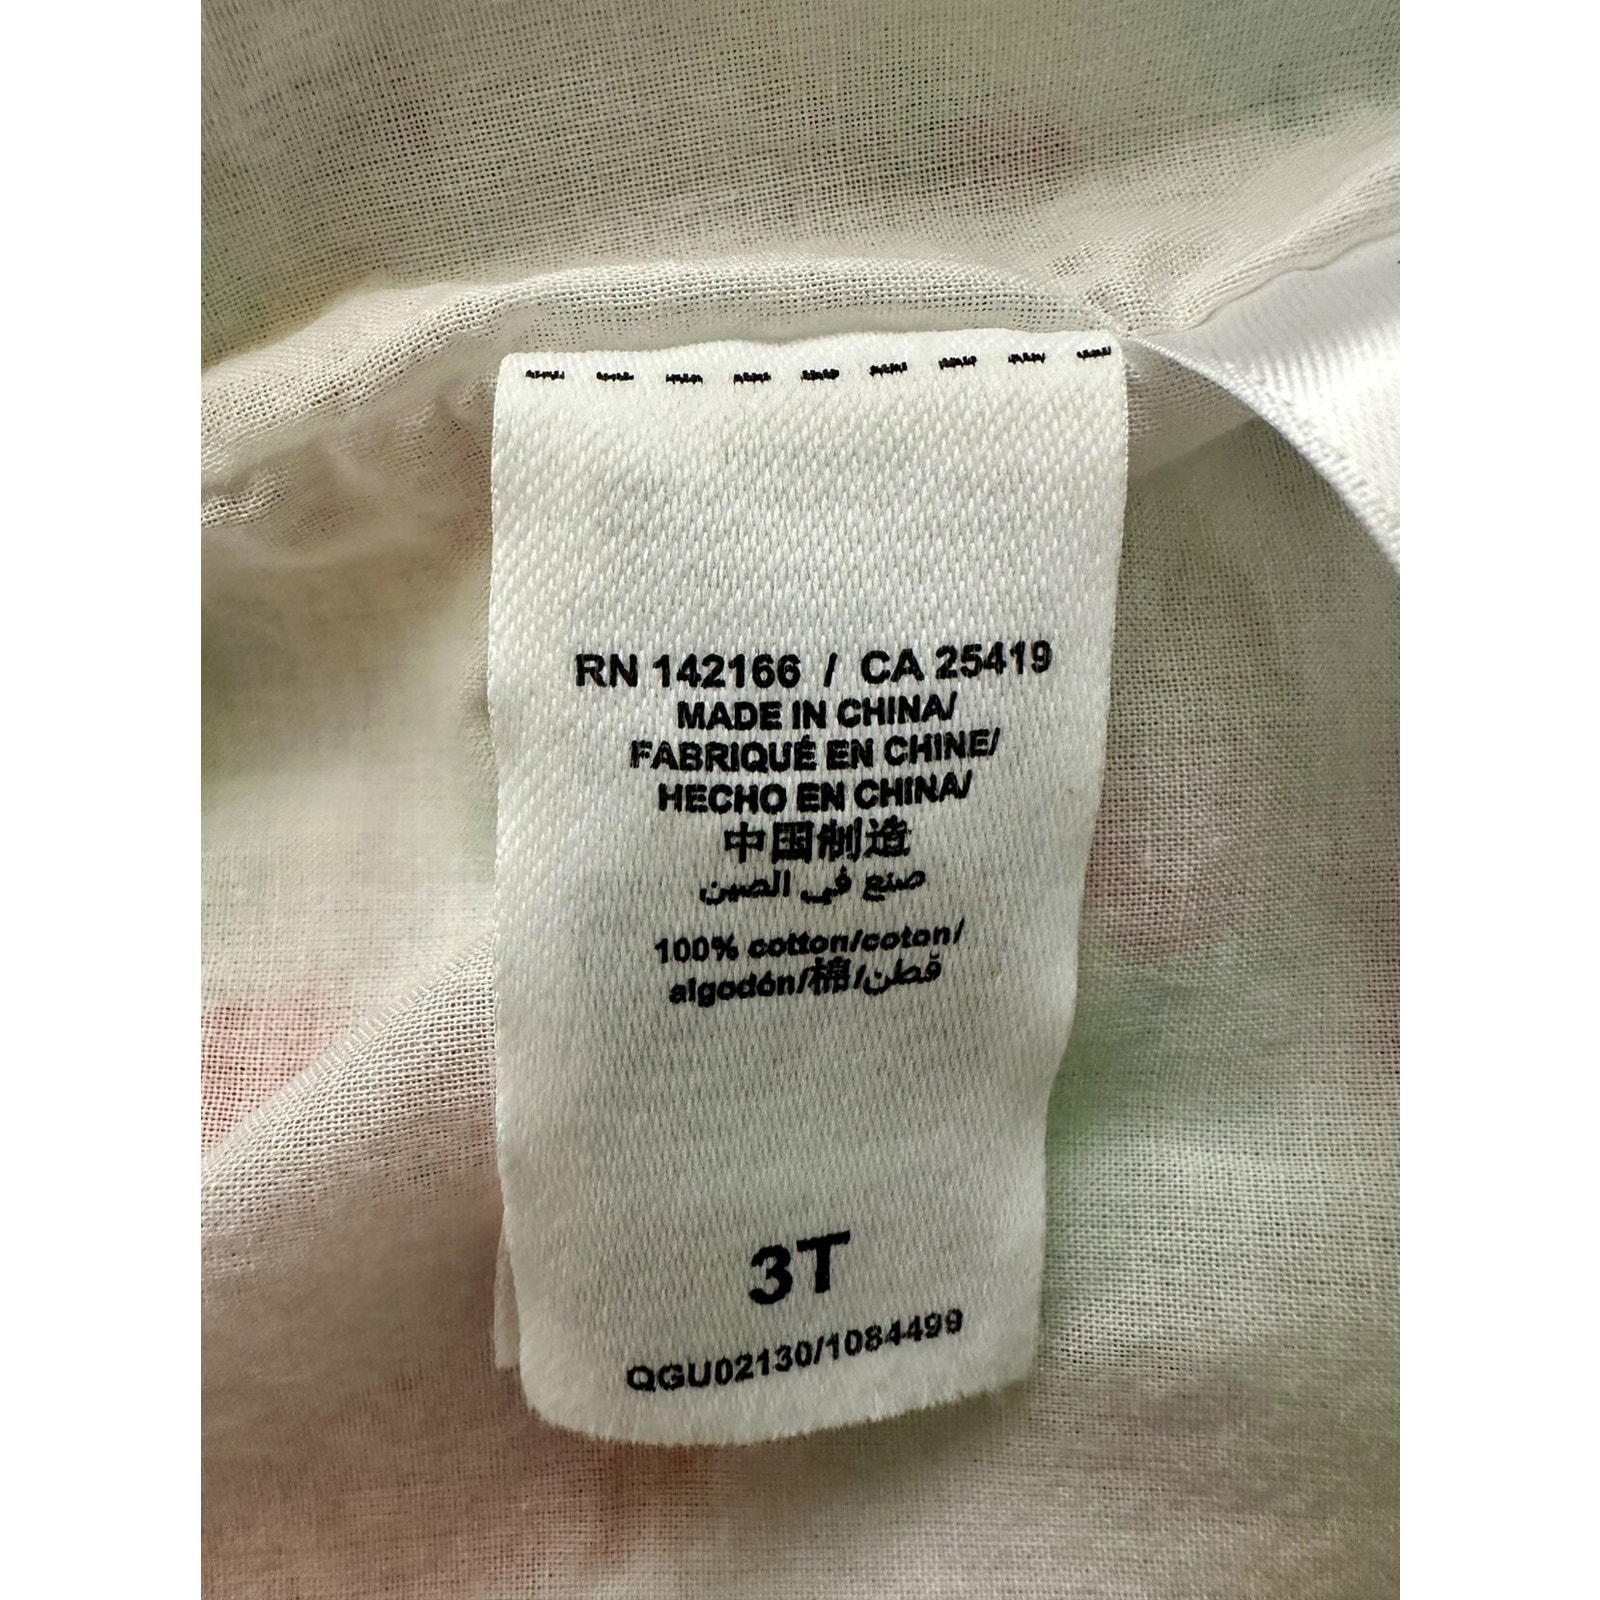 RN 142166 / CA 25419
MADE IN CHINA/
FABRIQUÉ EN CHINE/
HECHO EN CHINA/
中国制造
صنع في الصين
100% cotton/coton/
algodón/棉/قطن
3T
QGU02130/1084499